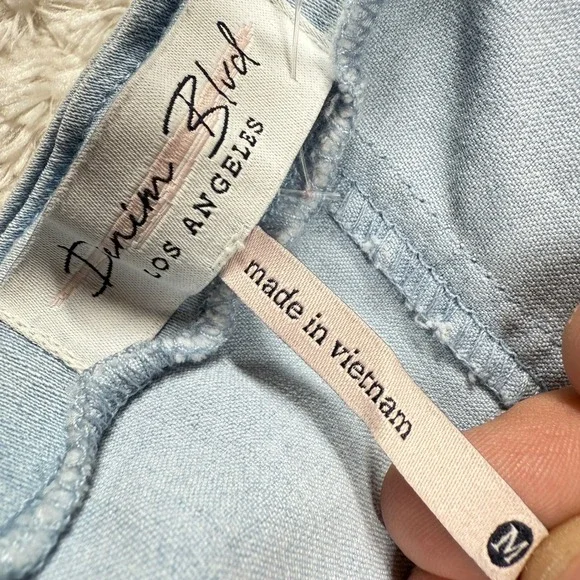 Denim Blvd
LOS ANGELES
made in vietnam
M